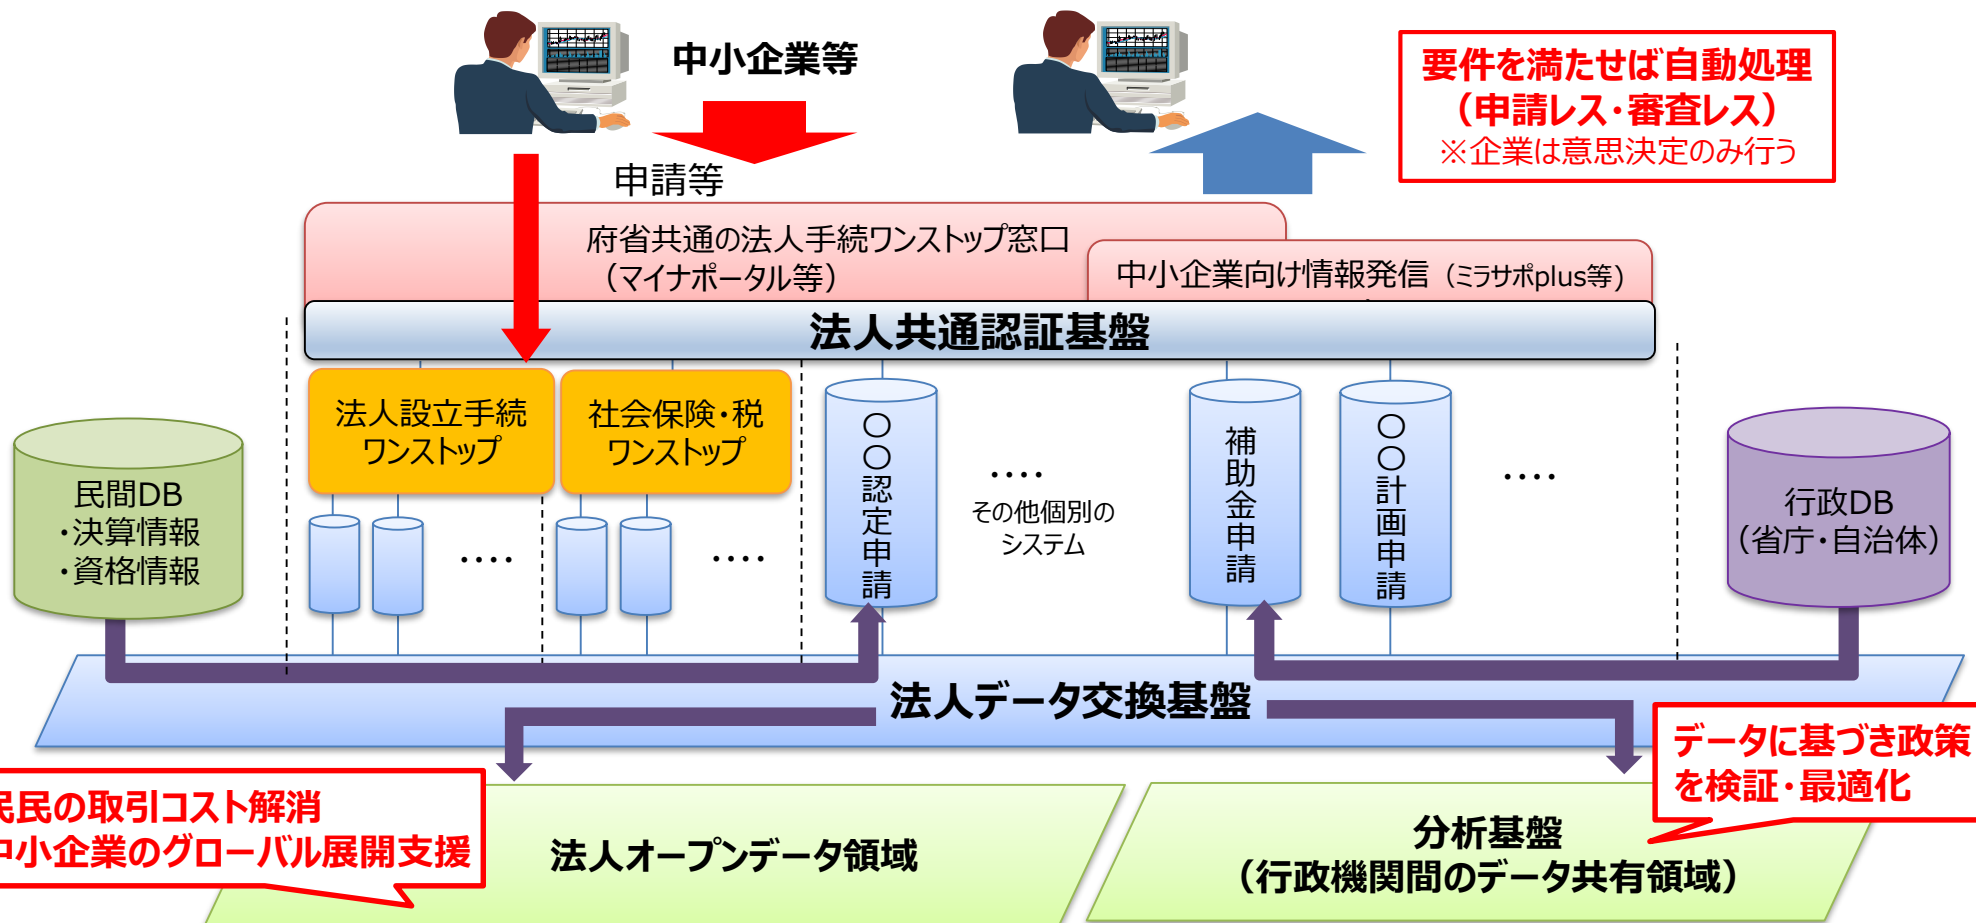 中小企業等
要件を満たせば自動処理
（申請レス・審査レス）
※企業は意思決定のみ行う
申請等
府省共通の法人手続ワンストップ窓口
（マイナポータル等）
中小企業向け情報発信（ミラサポplus等）
法人共通認証基盤
法人設立手続
ワンストップ
社会保険・税
ワンストップ
〇〇認定申請
‥‥
その他個別の
システム
補助金申請
〇〇計画申請
‥‥
民間DB
・決算情報
・資格情報
‥‥
‥‥
行政DB
（省庁・自治体）
法人データ交換基盤
データに基づき政策
を検証・最適化
民民の取引コスト解消
中小企業のグローバル展開支援
法人オープンデータ領域
分析基盤
（行政機関間のデータ共有領域）